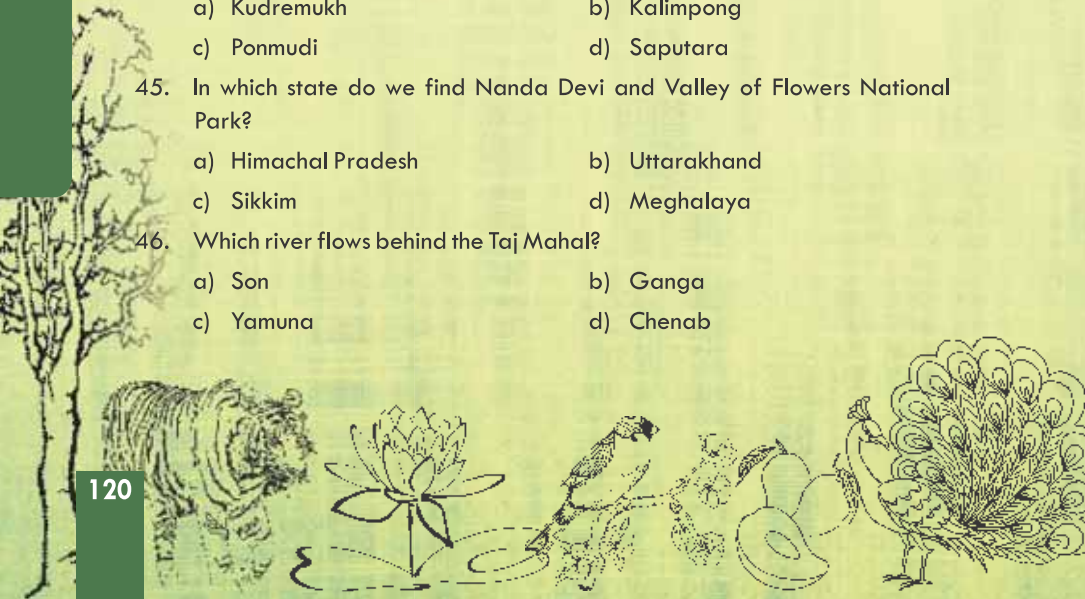 a) Kudremukh b) Kalimpong
c) Ponmudi d) Saputara
45. In which state do we find Nanda Devi and Valley of Flowers National
Park?
a) Himachal Pradesh b) Uttarakhand
c) Sikkim d) Meghalaya
46. Which river flows behind the Taj Mahal?
a) Son b) Ganga
c) Yamuna d) Chenab
120